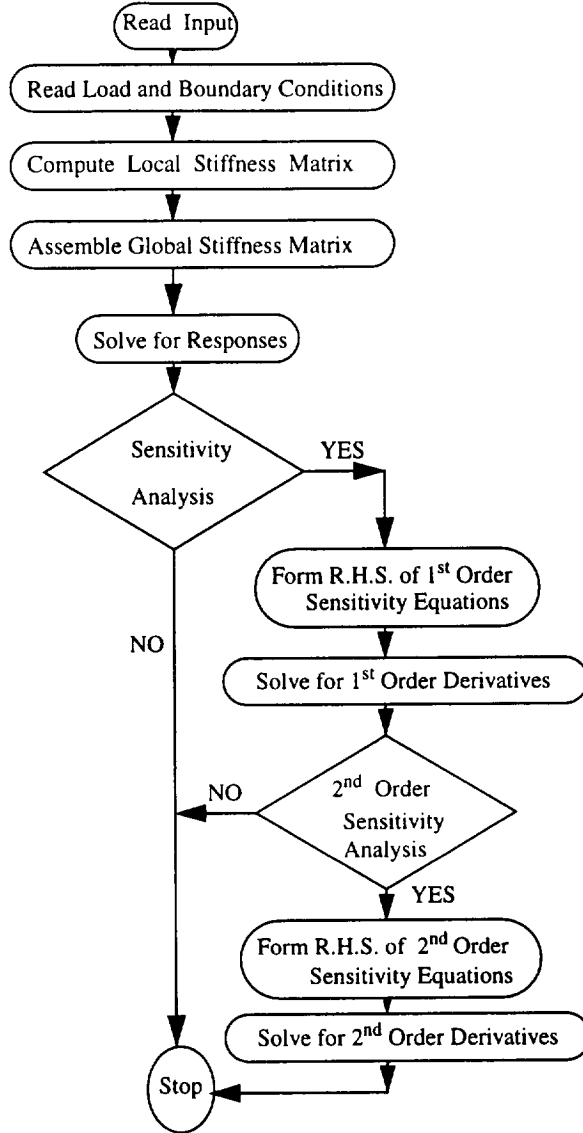 Read Input
Read Load and Boundary Conditions
Compute Local Stiffness Matrix
Assemble Global Stiffness Matrix
Solve for Responses
Sensitivity
Analysis
YES
Form R.H.S. of 1st Order
Sensitivity Equations
NO
Solve for 1st Order Derivatives
NO
2nd Order
Sensitivity
Analysis
YES
Form R.H.S. of 2nd Order
Sensitivity Equations
Solve for 2nd Order Derivatives
Stop